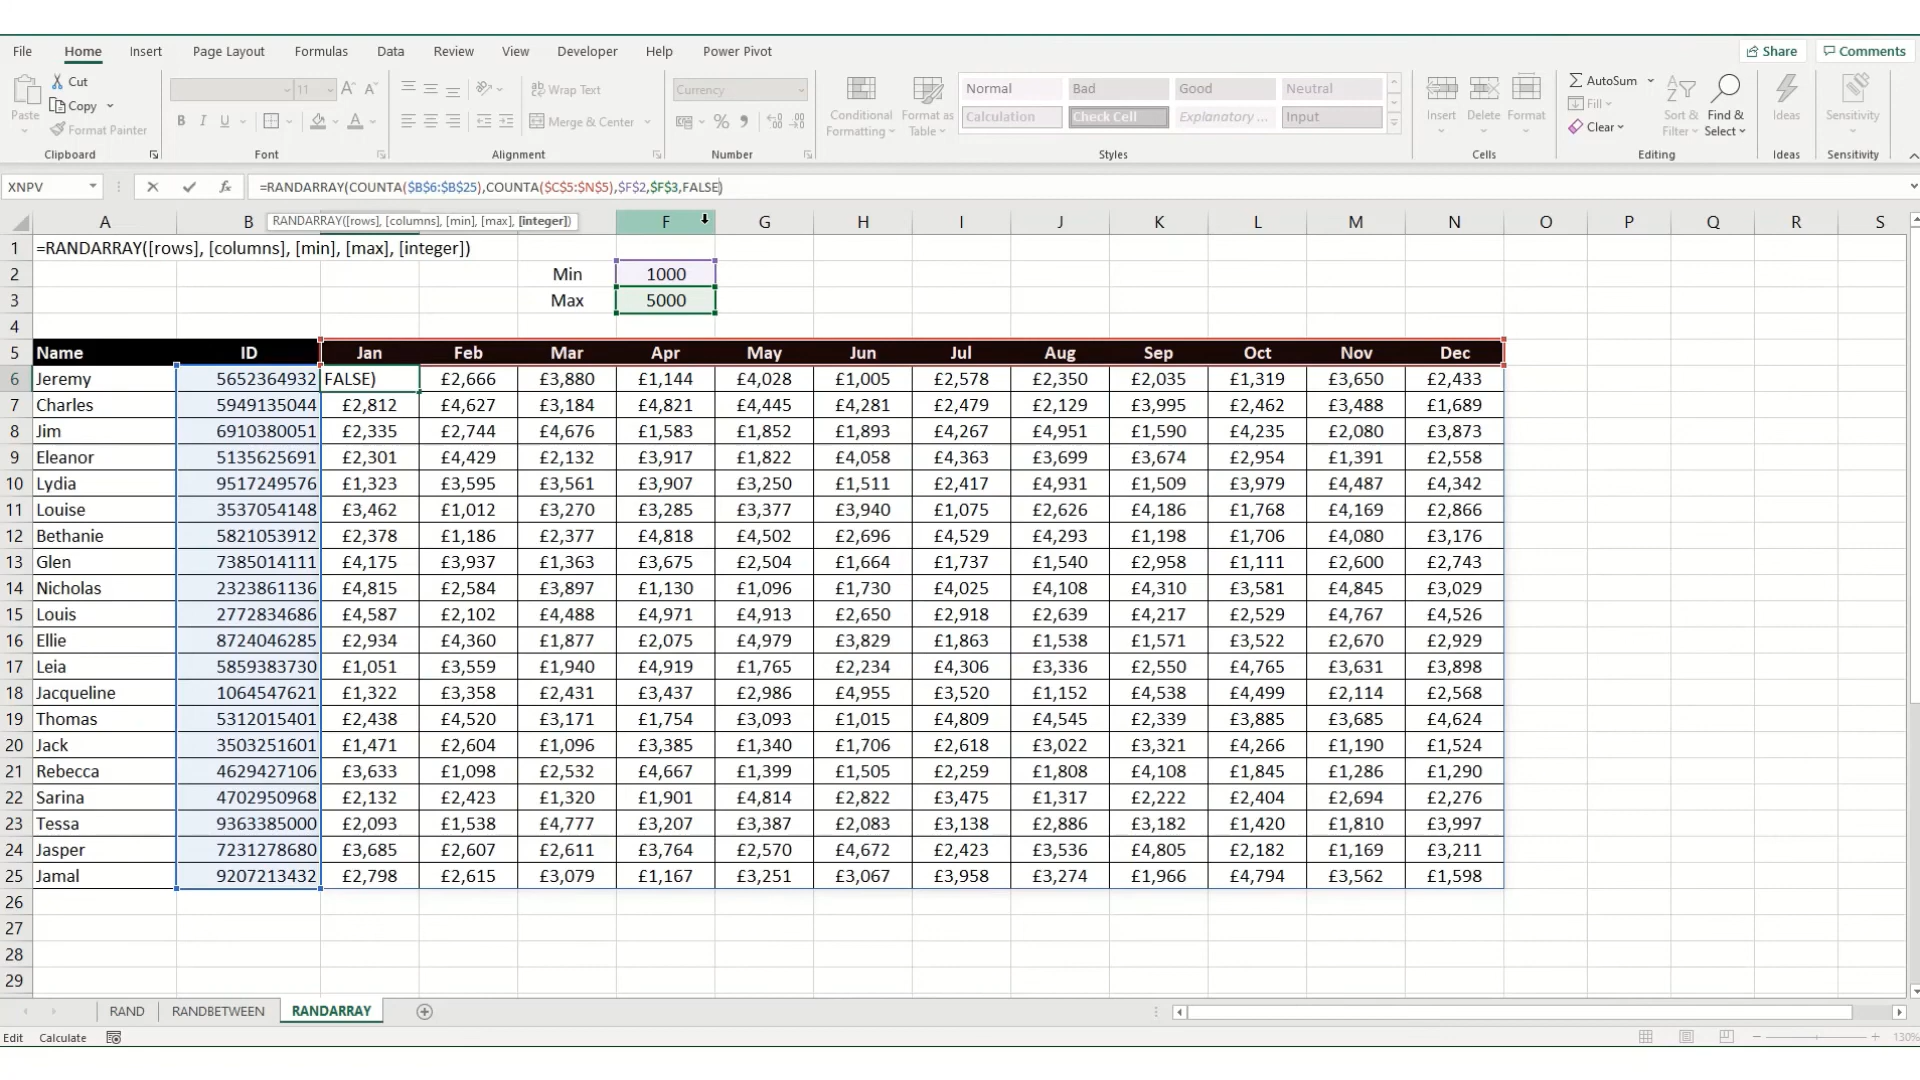 File Home Insert Page Layout Formulas Data Review View Developer Help Power Pivot Share Comments
Paste Cut Copy Format Painter Clipboard
11 Font
Wrap Text Merge & Center Alignment
Currency Number
Conditional Formatting Format as Table
Normal Bad Good Neutral
Calculation Check Cell Explanatory ... Input
Styles
Insert Delete Format Cells
AutoSum Fill Clear Sort & Filter Find & Select Editing
Ideas Ideas
Sensitivity Sensitivity
XNPV =RANDARRAY(COUNTA($B$6:$B$25),COUNTA($C$5:$N$5),$F$2,$F$3,FALSE)
RANDARRAY([rows], [columns], [min], [max], [integer])
A B F G H I J K L M N O P Q R S
1 =RANDARRAY([rows], [columns], [min], [max], [integer])
2 Min 1000
3 Max 5000
4
5 Name ID Jan Feb Mar Apr May Jun Jul Aug Sep Oct Nov Dec
6 Jeremy 5652364932 FALSE) £2,666 £3,880 £1,144 £4,028 £1,005 £2,578 £2,350 £2,035 £1,319 £3,650 £2,433
7 Charles 5949135044 £2,812 £4,627 £3,184 £4,821 £4,445 £4,281 £2,479 £2,129 £3,995 £2,462 £3,488 £1,689
8 Jim 6910380051 £2,335 £2,744 £4,676 £1,583 £1,852 £1,893 £4,267 £4,951 £1,590 £4,235 £2,080 £3,873
9 Eleanor 5135625691 £2,301 £4,429 £2,132 £3,917 £1,822 £4,058 £4,363 £3,699 £3,674 £2,954 £1,391 £2,558
10 Lydia 9517249576 £1,323 £3,595 £3,561 £3,907 £3,250 £1,511 £2,417 £4,931 £1,509 £3,979 £4,487 £4,342
11 Louise 3537054148 £3,462 £1,012 £3,270 £3,285 £3,377 £3,940 £1,075 £2,626 £4,186 £1,768 £4,169 £2,866
12 Bethanie 5821053912 £2,378 £1,186 £2,377 £4,818 £4,502 £2,696 £4,529 £4,293 £1,198 £1,706 £4,080 £3,176
13 Glen 7385014111 £4,175 £3,937 £1,363 £3,675 £2,504 £1,664 £1,737 £1,540 £2,958 £1,111 £2,600 £2,743
14 Nicholas 2323861136 £4,815 £2,584 £3,897 £1,130 £1,096 £1,730 £4,025 £4,108 £4,310 £3,581 £4,845 £3,029
15 Louis 2772834686 £4,587 £2,102 £4,488 £4,971 £4,913 £2,650 £2,918 £2,639 £4,217 £2,529 £4,767 £4,526
16 Ellie 8724046285 £2,934 £4,360 £1,877 £2,075 £4,979 £3,829 £1,863 £1,538 £1,571 £3,522 £2,670 £2,929
17 Leia 5859383730 £1,051 £3,559 £1,940 £4,919 £1,765 £2,234 £4,306 £3,336 £2,550 £4,765 £3,631 £3,898
18 Jacqueline 1064547621 £1,322 £3,358 £2,431 £3,437 £2,986 £4,955 £3,520 £1,152 £4,538 £4,499 £2,114 £2,568
19 Thomas 5312015401 £2,438 £4,520 £3,171 £1,754 £3,093 £1,015 £4,809 £4,545 £2,339 £3,885 £3,685 £4,624
20 Jack 3503251601 £1,471 £2,604 £1,096 £3,385 £1,340 £1,706 £2,618 £3,022 £3,321 £4,266 £1,190 £1,524
21 Rebecca 4629427106 £3,633 £1,098 £2,532 £4,667 £1,399 £1,505 £2,259 £1,808 £4,108 £1,845 £1,286 £1,290
22 Sarina 4702950968 £2,132 £2,423 £1,320 £1,901 £4,814 £2,822 £3,475 £1,317 £2,222 £2,404 £2,694 £2,276
23 Tessa 9363385000 £2,093 £1,538 £4,777 £3,207 £3,387 £2,083 £3,138 £2,886 £3,182 £1,420 £1,810 £3,997
24 Jasper 7231278680 £3,685 £2,607 £2,611 £3,764 £2,570 £4,672 £2,423 £3,536 £4,805 £2,182 £1,169 £3,211
25 Jamal 9207213432 £2,798 £2,615 £3,079 £1,167 £3,251 £3,067 £3,958 £3,274 £1,966 £4,794 £3,562 £1,598
26
27
28
29
RAND RANDBETWEEN RANDARRAY
Edit Calculate 130%